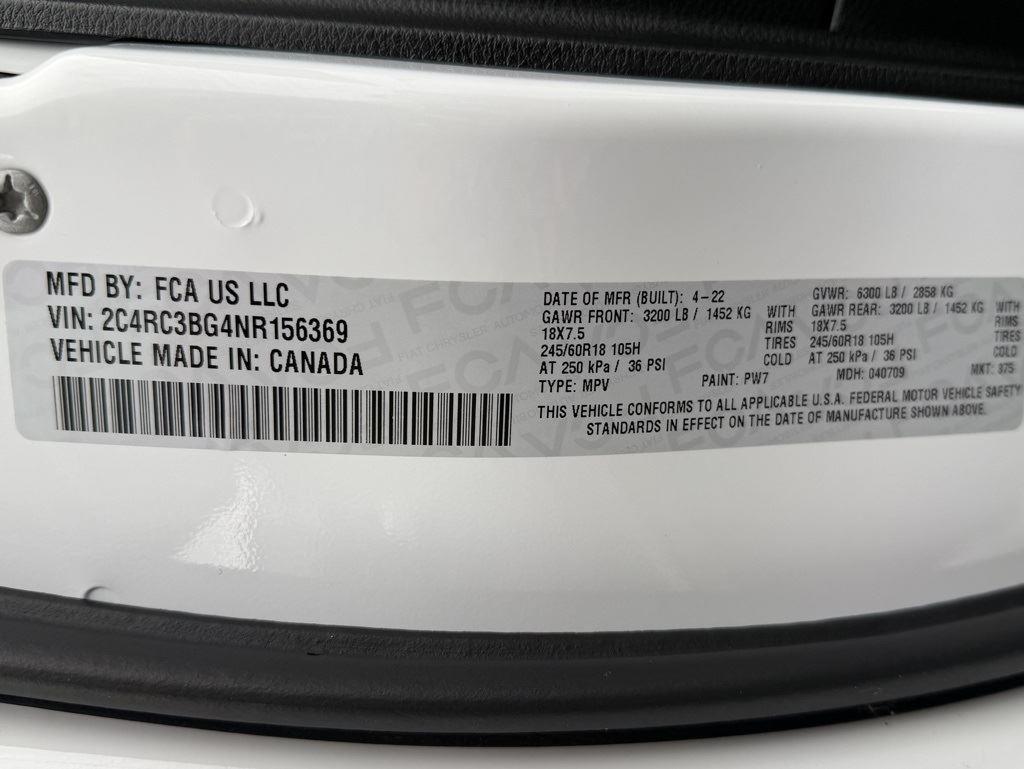 MFD BY: FCA US LLC
VIN: 2C4RC3BG4NR156369
VEHICLE MADE IN: CANADA
DATE OF MFR (BUILT): 4-22 GVWR: 6300 LB / 2858 KG
GAWR FRONT: 3200 LB / 1452 KG WITH GAWR REAR: 3200 LB / 1452 KG WITH
18X7.5 RIMS 18X7.5 RIMS
245/60R18 105H TIRES 245/60R18 105H TIRES
AT 250 kPa / 36 PSI COLD AT 250 kPa / 36 PSI COLD
TYPE: MPV PAINT: PW7 MDH: 040709 MKT: 375
THIS VEHICLE CONFORMS TO ALL APPLICABLE U.S.A. FEDERAL MOTOR VEHICLE SAFETY
STANDARDS IN EFFECT ON THE DATE OF MANUFACTURE SHOWN ABOVE.